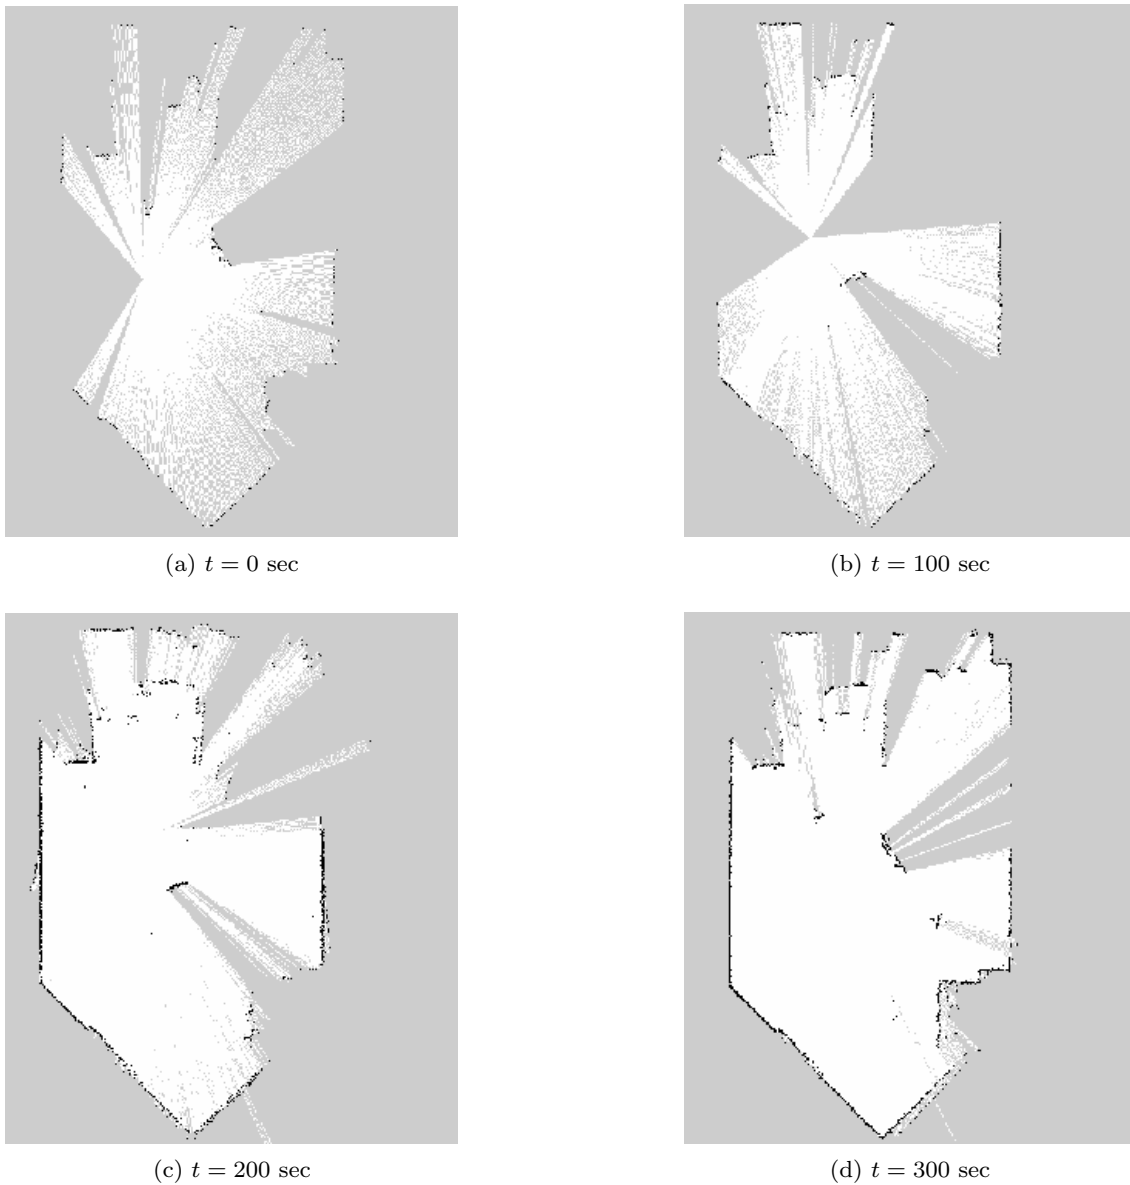 (a) t = 0 sec
(b) t = 100 sec
(c) t = 200 sec
(d) t = 300 sec